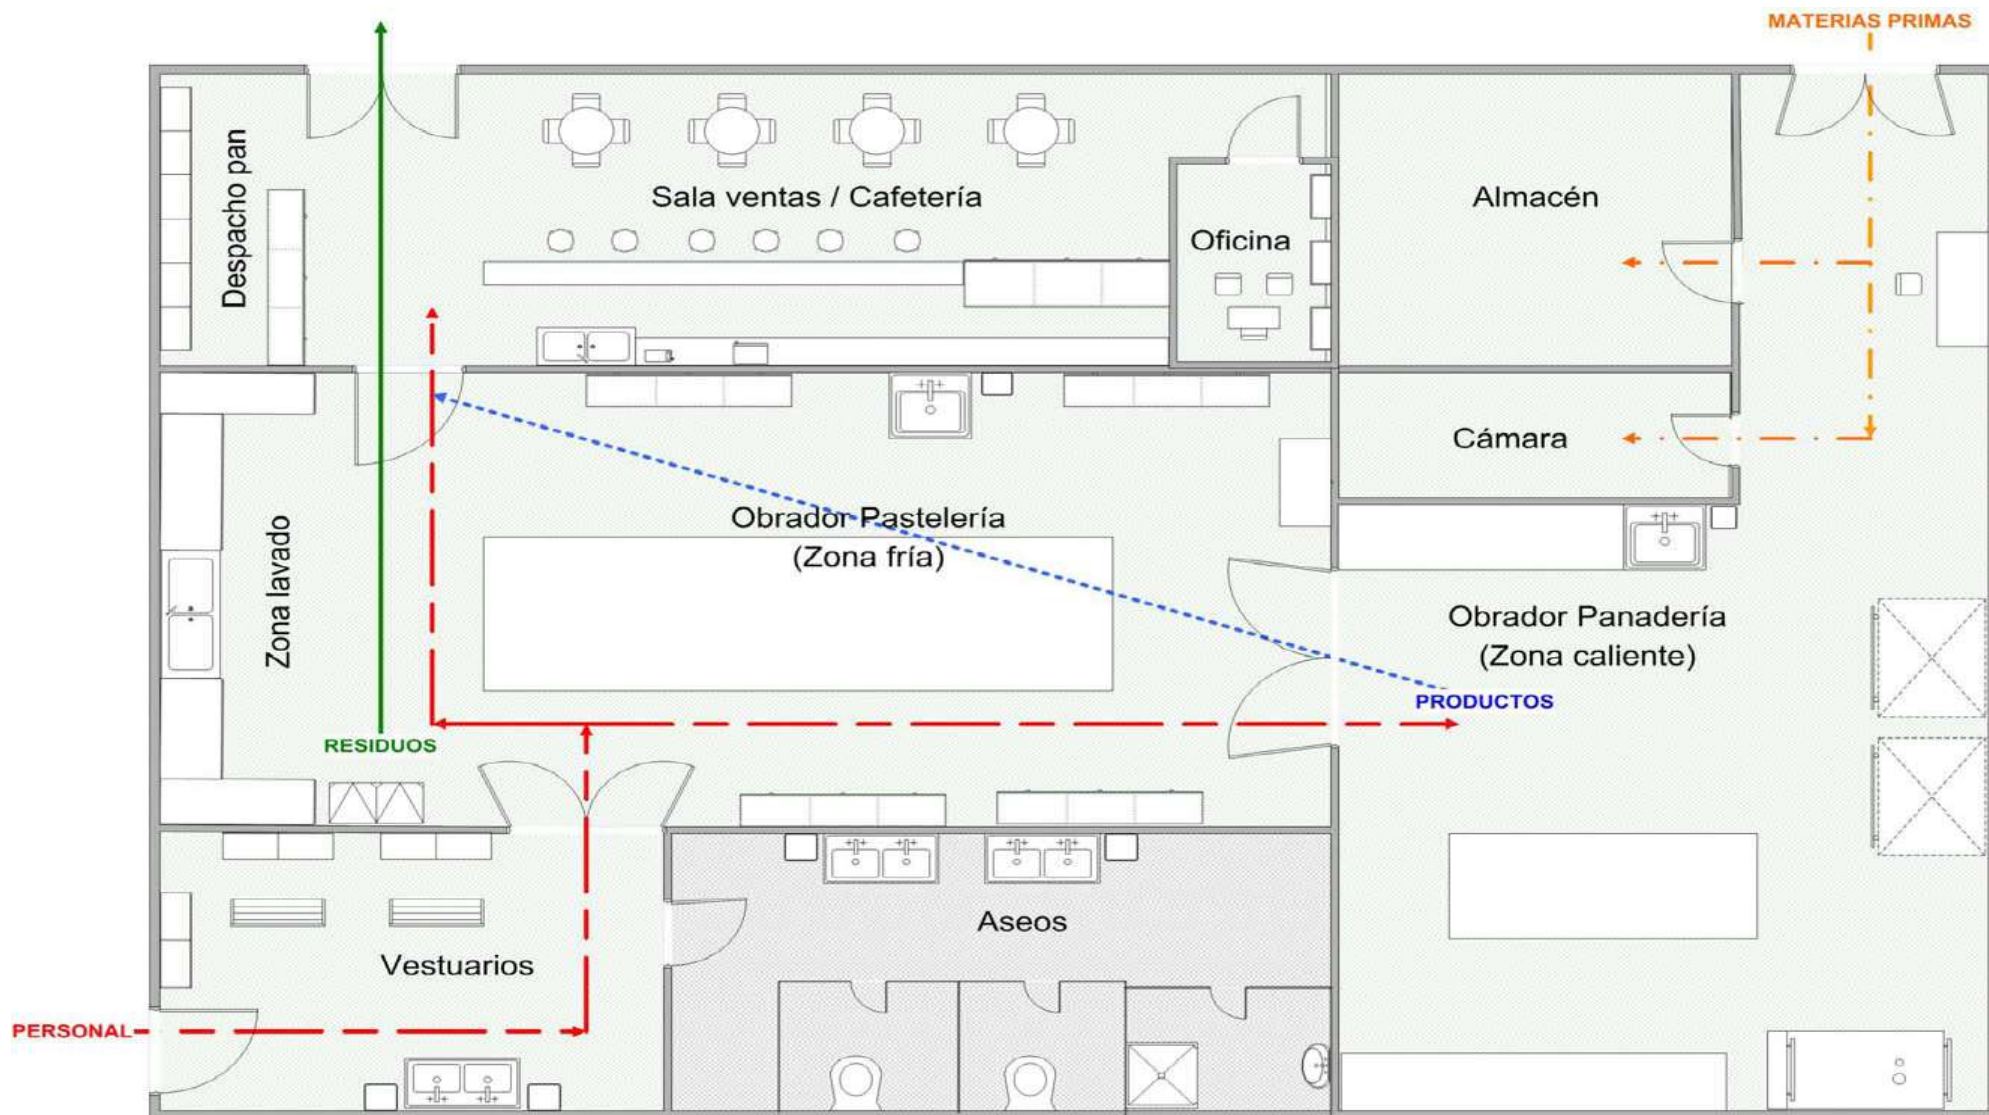 MATERIAS PRIMAS
Despacho pan
Sala ventas / Cafetería
Oficina
Almacén
Cámara
Obrador Pastelería
(Zona fría)
Zona lavado
Obrador Panadería
(Zona caliente)
PRODUCTOS
RESIDUOS
Aseos
Vestuarios
PERSONAL